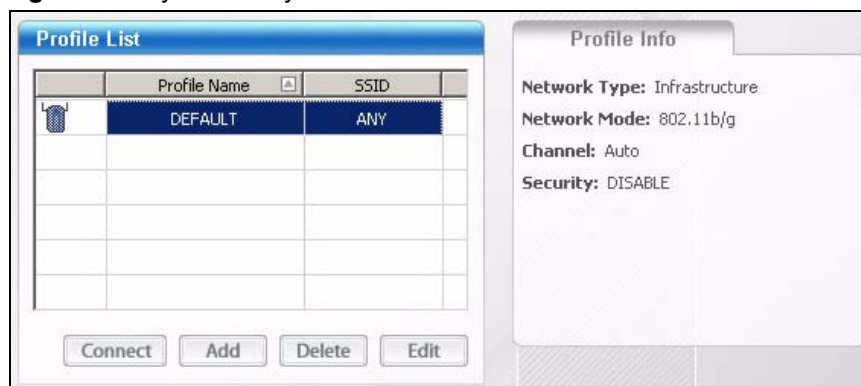 Profile List
Profile Name SSID
DEFAULT ANY
Connect Add Delete Edit
Profile Info
Network Type: Infrastructure
Network Mode: 802.11b/g
Channel: Auto
Security: DISABLE